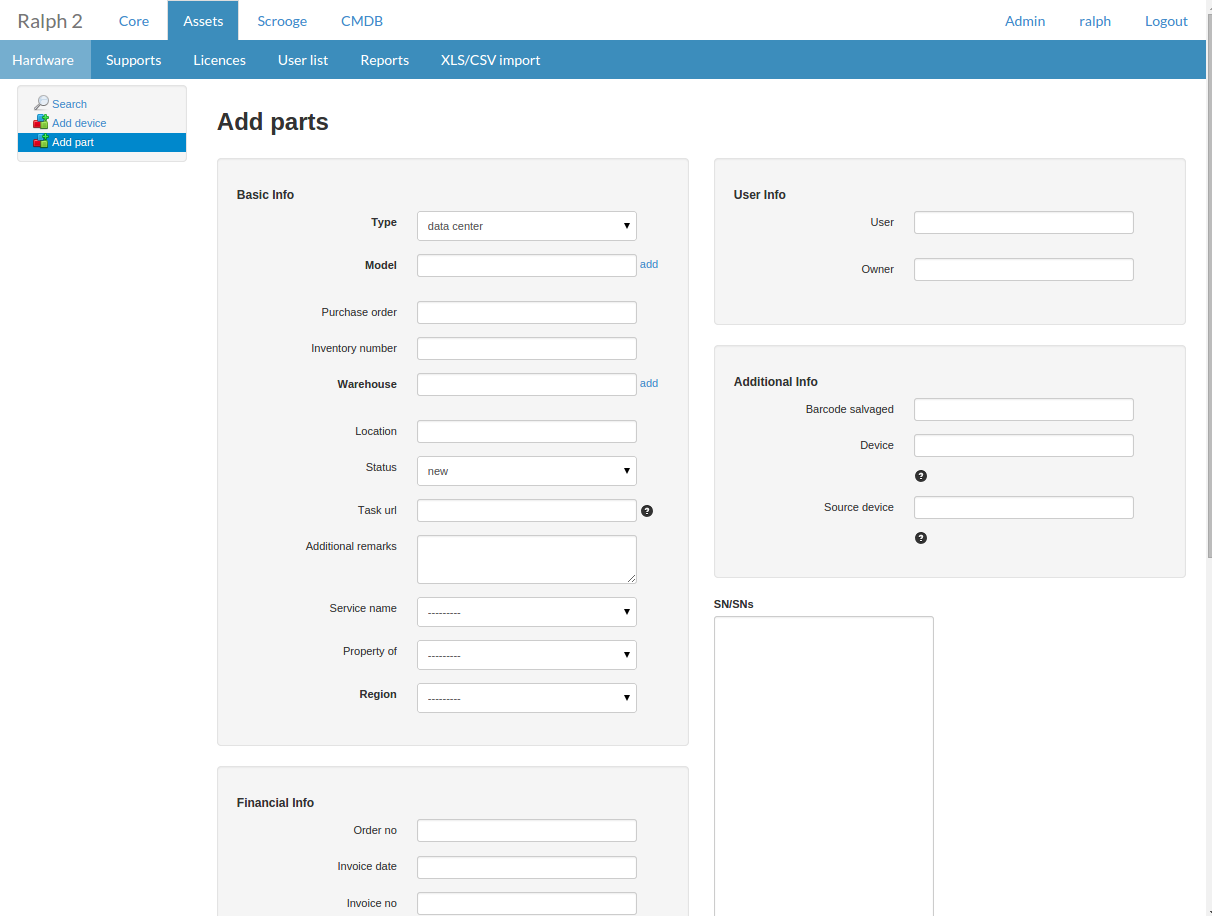 Ralph 2 Core Assets Scrooge CMDB Admin ralph Logout
Hardware Supports Licences User list Reports XLS/CSV import
Search
Add device
Add part
Add parts
Basic Info
Type data center
Model add
Purchase order
Inventory number
Warehouse add
Location
Status new
Task url ?
Additional remarks
Service name ---------
Property of ---------
Region ---------
Financial Info
Order no
Invoice date
Invoice no
User Info
User
Owner
Additional Info
Barcode salvaged
Device
?
Source device
?
SN/SNs